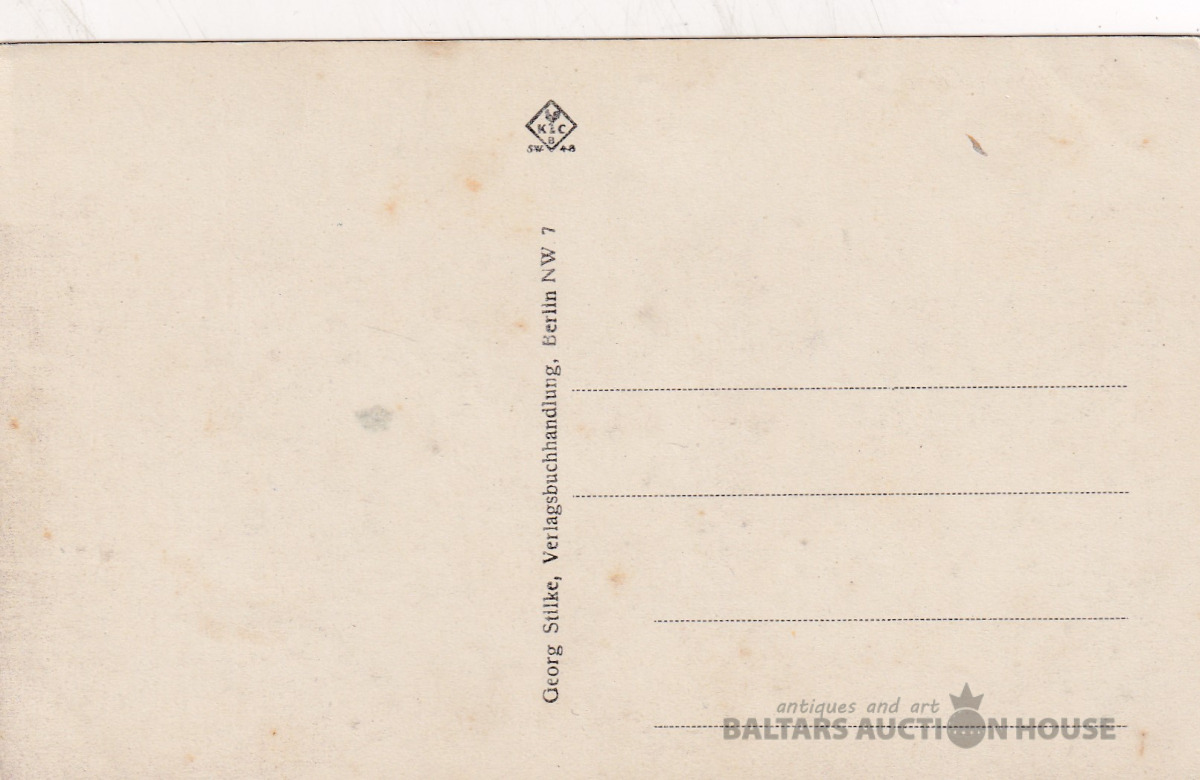 K & C
B
SW 48
Georg Stilke, Verlagsbuchhandlung, Berlin NW 7
antiques and art
BALTARS AUCTION HOUSE